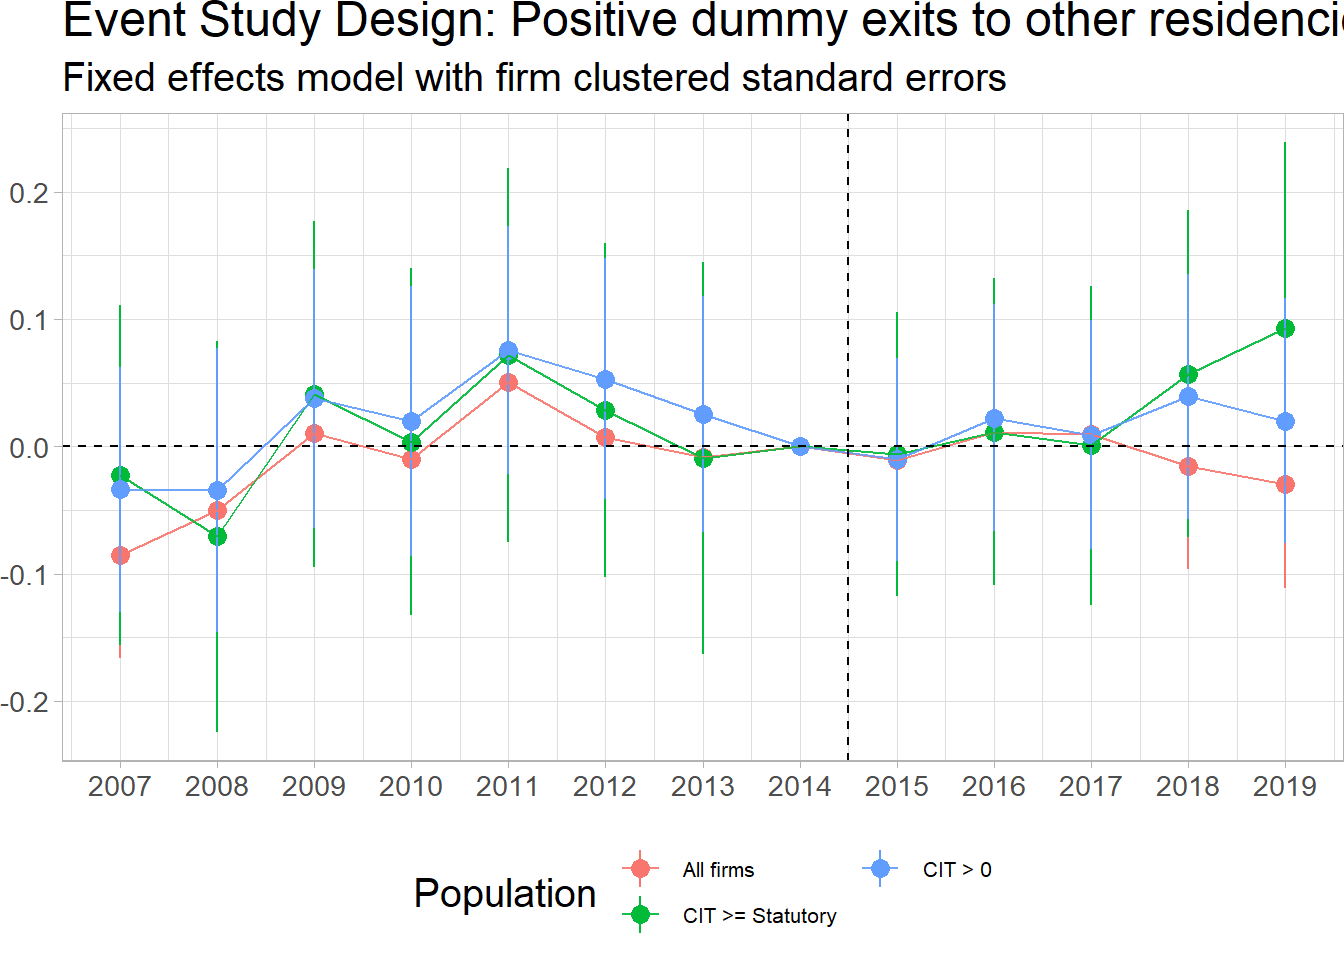 Event Study Design: Positive dummy exits to other residencie
Fixed effects model with firm clustered standard errors
0.2
0.1
0.0
-0.1
-0.2
2007 2008 2009 2010 2011 2012 2013 2014 2015 2016 2017 2018 2019
Population
All firms
CIT > 0
CIT >= Statutory